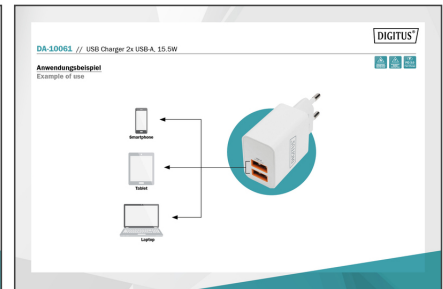 DIGITUS®
DA-10061 // USB Charger 2x USB-A, 15.5W
Anwendungsbeispiel
Example of use
Smartphone
Tablet
Laptop